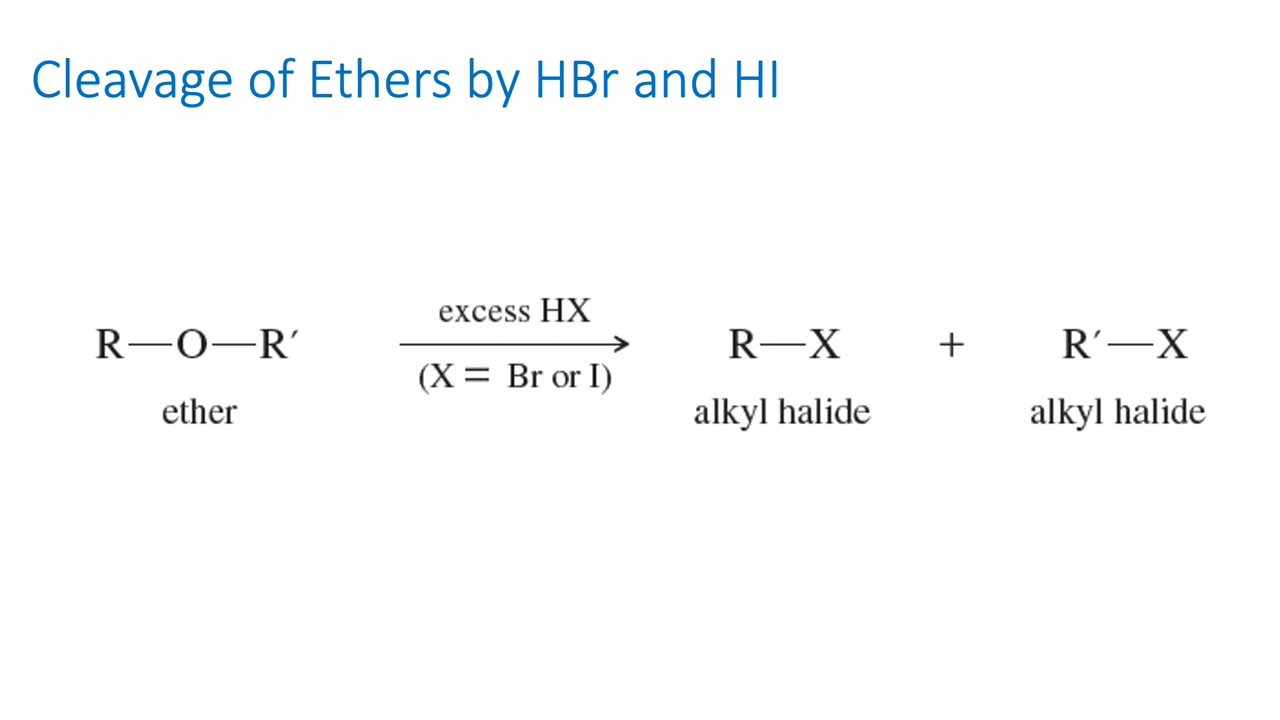 Cleavage of Ethers by HBr and HI
excess HX
R—O—R′ R—X + R′—X
(X = Br or I)
ether alkyl halide alkyl halide